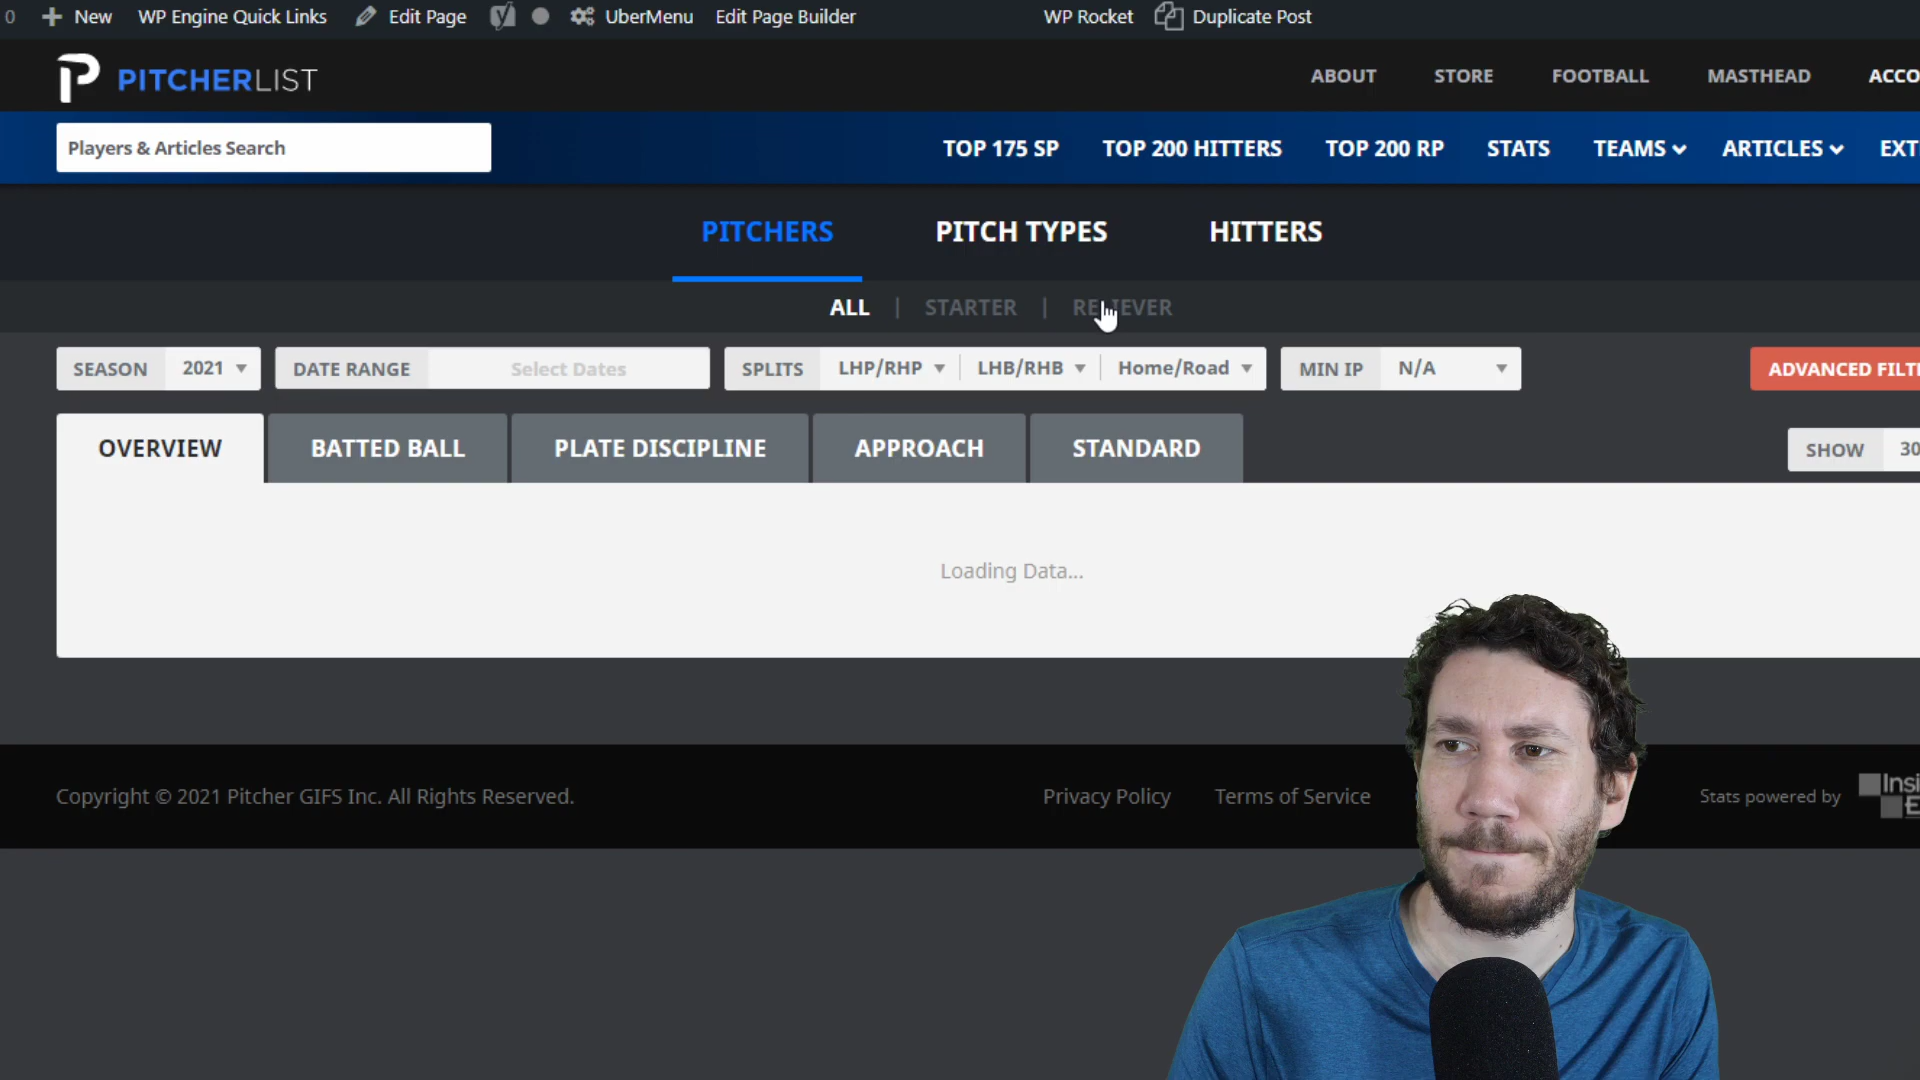 0 New WP Engine Quick Links Edit Page UberMenu Edit Page Builder WP Rocket Duplicate Post
PITCHERLIST ABOUT STORE FOOTBALL MASTHEAD ACCO
Players & Articles Search TOP 175 SP TOP 200 HITTERS TOP 200 RP STATS TEAMS ARTICLES EXT
PITCHERS PITCH TYPES HITTERS
ALL | STARTER | RELIEVER
SEASON 2021 DATE RANGE Select Dates SPLITS LHP/RHP LHB/RHB Home/Road MIN IP N/A ADVANCED FILT
OVERVIEW BATTED BALL PLATE DISCIPLINE APPROACH STANDARD SHOW 30
Loading Data...
Copyright © 2021 Pitcher GIFS Inc. All Rights Reserved. Privacy Policy Terms of Service Stats powered by Insi
E